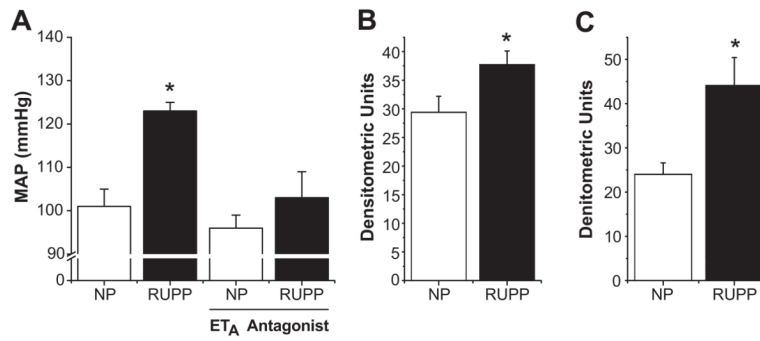 A
140
130
120
110
100
90
0
MAP (mmHg)
*
NP
RUPP
NP
RUPP
ETA Antagonist
B
40
35
30
25
20
15
10
5
0
Densitometric Units
*
NP
RUPP
C
50
40
30
20
10
0
Denitometric Units
*
NP
RUPP